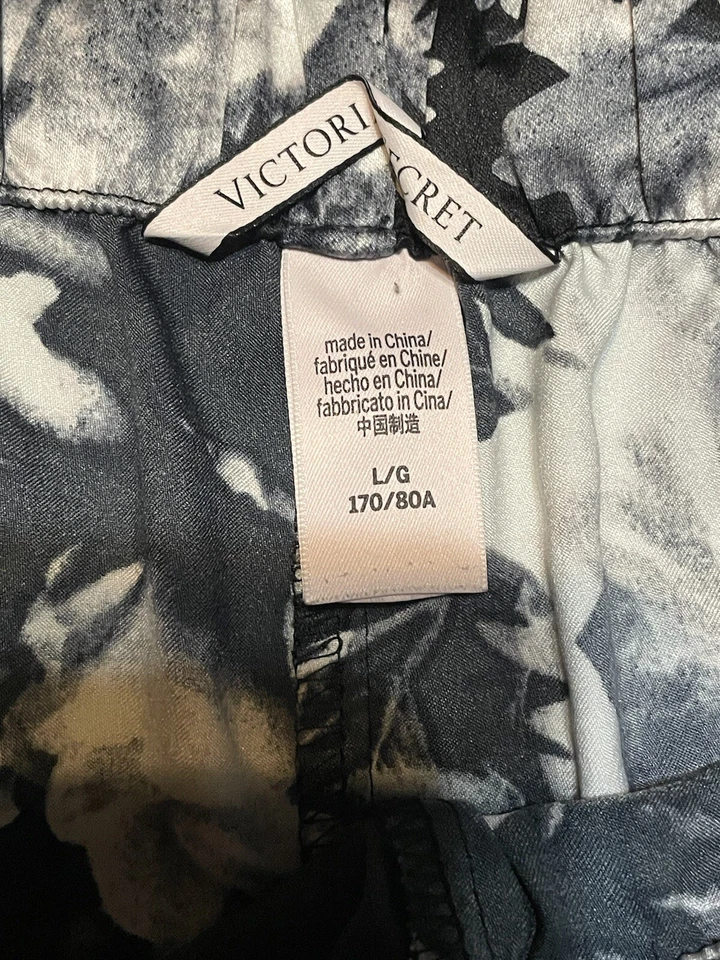 VICTORI
ECRET
made in China/
fabriqué en Chine/
hecho en China/
fabbricato in Cina/
中国制造
L/G
170/80A